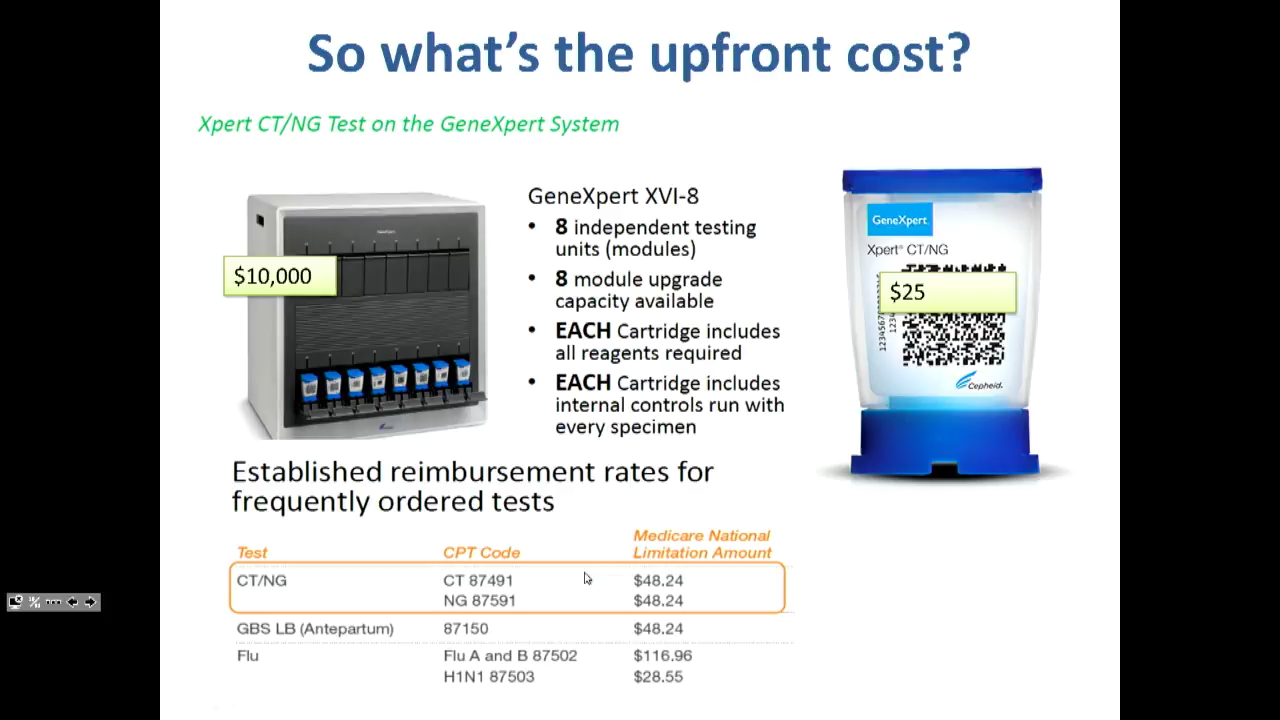 So what's the upfront cost?
Xpert CT/NG Test on the GeneXpert System
$10,000
GeneXpert XVI-8
• 8 independent testing
units (modules)
• 8 module upgrade
capacity available
• EACH Cartridge includes
all reagents required
• EACH Cartridge includes
internal controls run with
every specimen
GeneXpert
Xpert® CT/NG
$25
Cepheid.
Established reimbursement rates for
frequently ordered tests
Medicare National
Test CPT Code Limitation Amount
CT/NG CT 87491 $48.24
NG 87591 $48.24
GBS LB (Antepartum) 87150 $48.24
Flu Flu A and B 87502 $116.96
H1N1 87503 $28.55